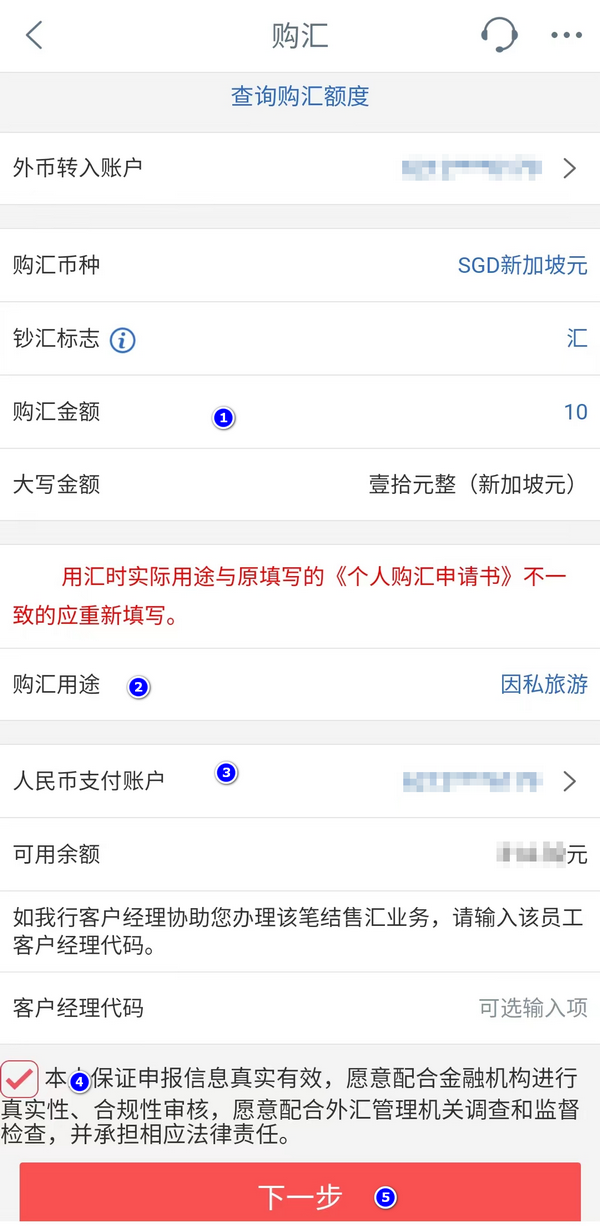 购汇
查询购汇额度
外币转入账户
购汇币种 SGD新加坡元
钞汇标志 汇
购汇金额 1 10
大写金额 壹拾元整（新加坡元）
用汇时实际用途与原填写的《个人购汇申请书》不一
致的应重新填写。
购汇用途 2 因私旅游
人民币支付账户 3
可用余额 元
如我行客户经理协助您办理该笔结售汇业务，请输入该员工
客户经理代码。
客户经理代码 可选输入项
本 4 保证申报信息真实有效，愿意配合金融机构进行
真实性、合规性审核，愿意配合外汇管理机关调查和监督
检查，并承担相应法律责任。
下一步 5